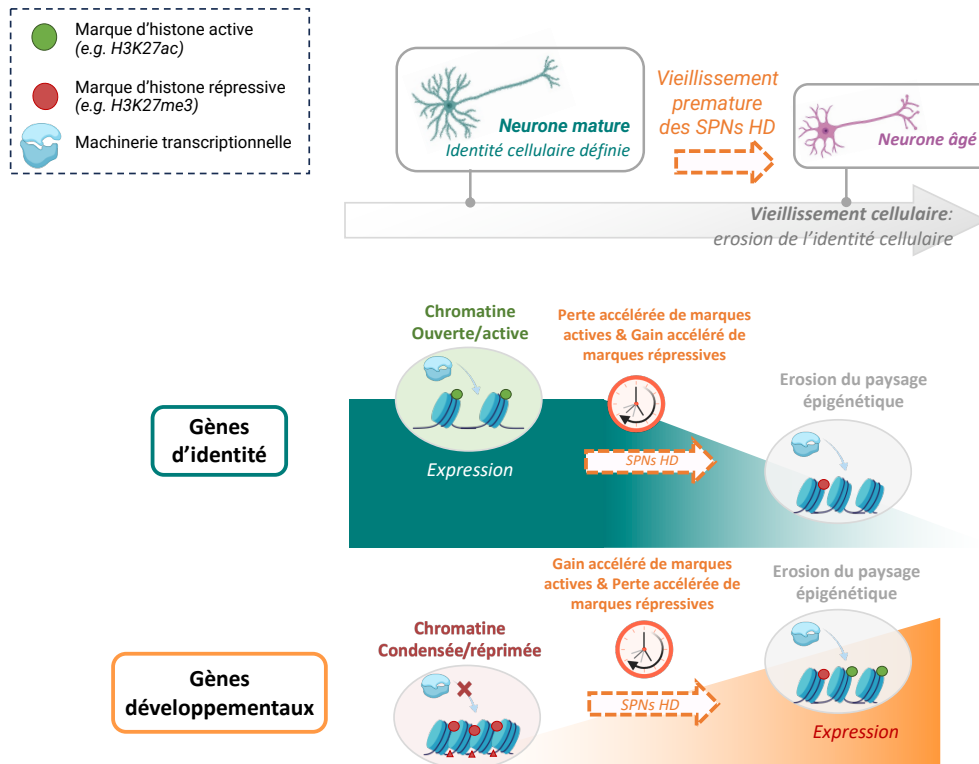 Marque d'histone active
(e.g. H3K27ac)
Marque d'histone répressive
(e.g. H3K27me3)
Machinerie transcriptionnelle
Neurone mature
Identité cellulaire définie
Vieillissement
premature
des SPNs HD
Neurone âgé
Vieillissement cellulaire:
erosion de l'identité cellulaire
Chromatine
Ouverte/active
Perte accélérée de marques
actives & Gain accéléré de
marques répressives
Erosion du paysage
épigénétique
Gènes
d'identité
Expression
SPNs HD
Gain accéléré de marques
actives & Perte accélérée de
marques répressives
Erosion du paysage
épigénétique
Chromatine
Condensée/réprimée
Gènes
développementaux
SPNs HD
Expression